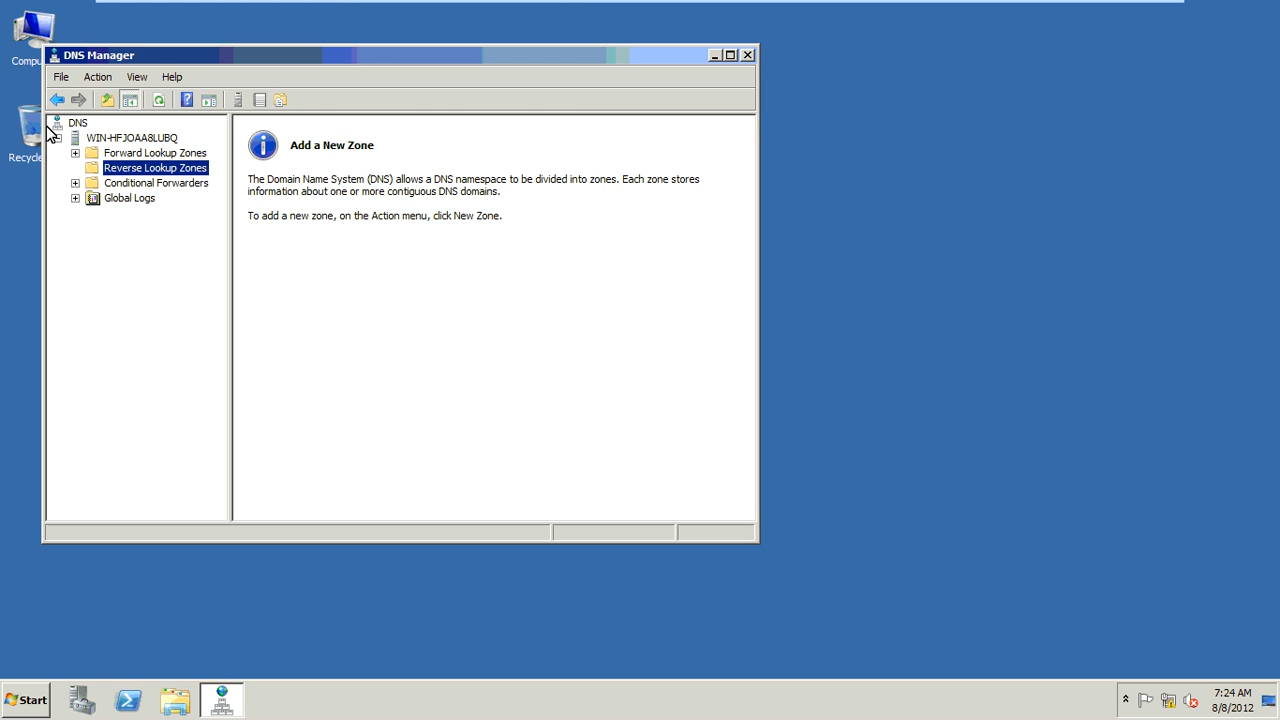 Compu
Recycle
DNS Manager
File Action View Help
DNS
WIN-HFJOAA8LUBQ
Forward Lookup Zones
Reverse Lookup Zones
Conditional Forwarders
Global Logs
Add a New Zone
The Domain Name System (DNS) allows a DNS namespace to be divided into zones. Each zone stores
information about one or more contiguous DNS domains.
To add a new zone, on the Action menu, click New Zone.
Start
7:24 AM
8/8/2012